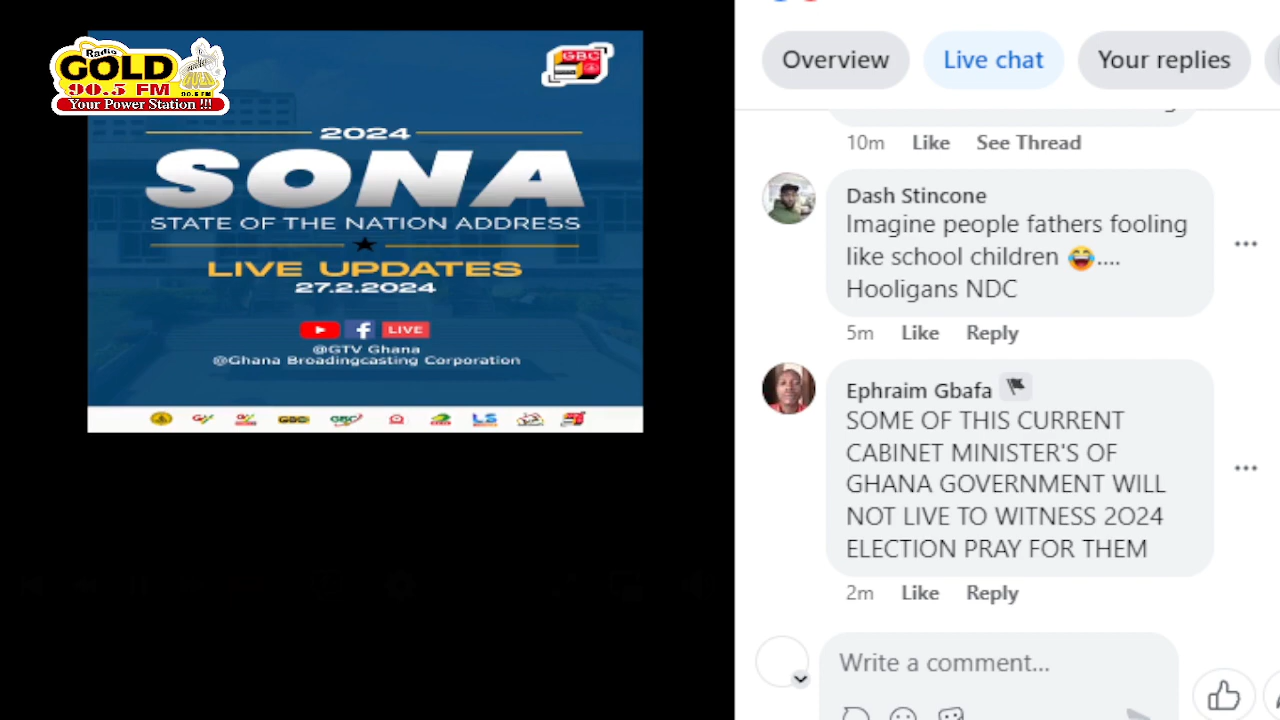 Radio
GOLD
90.5 FM
Your Power Station !!!
90.5 FM
GBC
2024
SONA
STATE OF THE NATION ADDRESS
LIVE UPDATES
27.2.2024
LIVE
@GTV Ghana
@Ghana Broadingcasting Corporation
Overview
Live chat
Your replies
10m Like See Thread
Dash Stincone
Imagine people fathers fooling
like school children 😂....
Hooligans NDC
5m Like Reply
Ephraim Gbafa
SOME OF THIS CURRENT
CABINET MINISTER'S OF
GHANA GOVERNMENT WILL
NOT LIVE TO WITNESS 2O24
ELECTION PRAY FOR THEM
2m Like Reply
Write a comment...